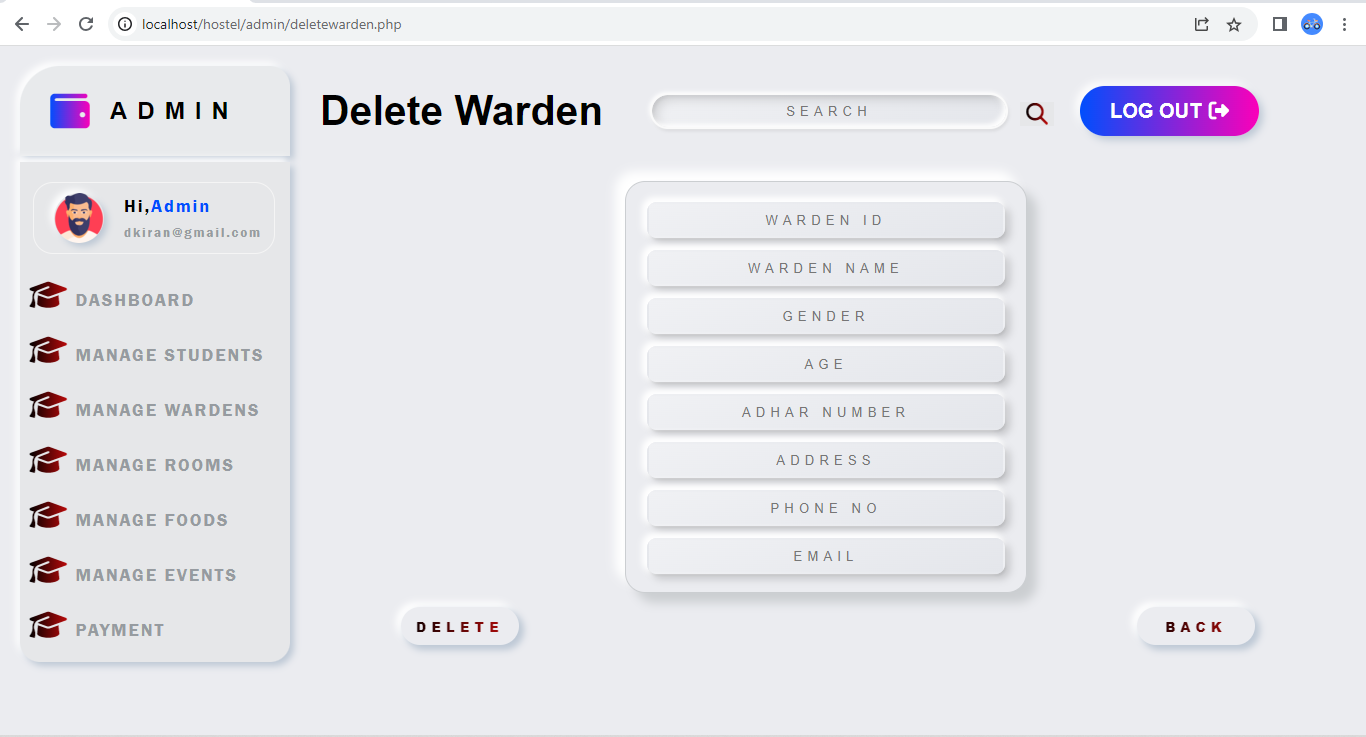 localhost/hostel/admin/deletewarden.php
ADMIN
Delete Warden
SEARCH
LOG OUT
Hi,Admin
dkiran@gmail.com
DASHBOARD
MANAGE STUDENTS
MANAGE WARDENS
MANAGE ROOMS
MANAGE FOODS
MANAGE EVENTS
PAYMENT
WARDEN ID
WARDEN NAME
GENDER
AGE
ADHAR NUMBER
ADDRESS
PHONE NO
EMAIL
DELETE
BACK